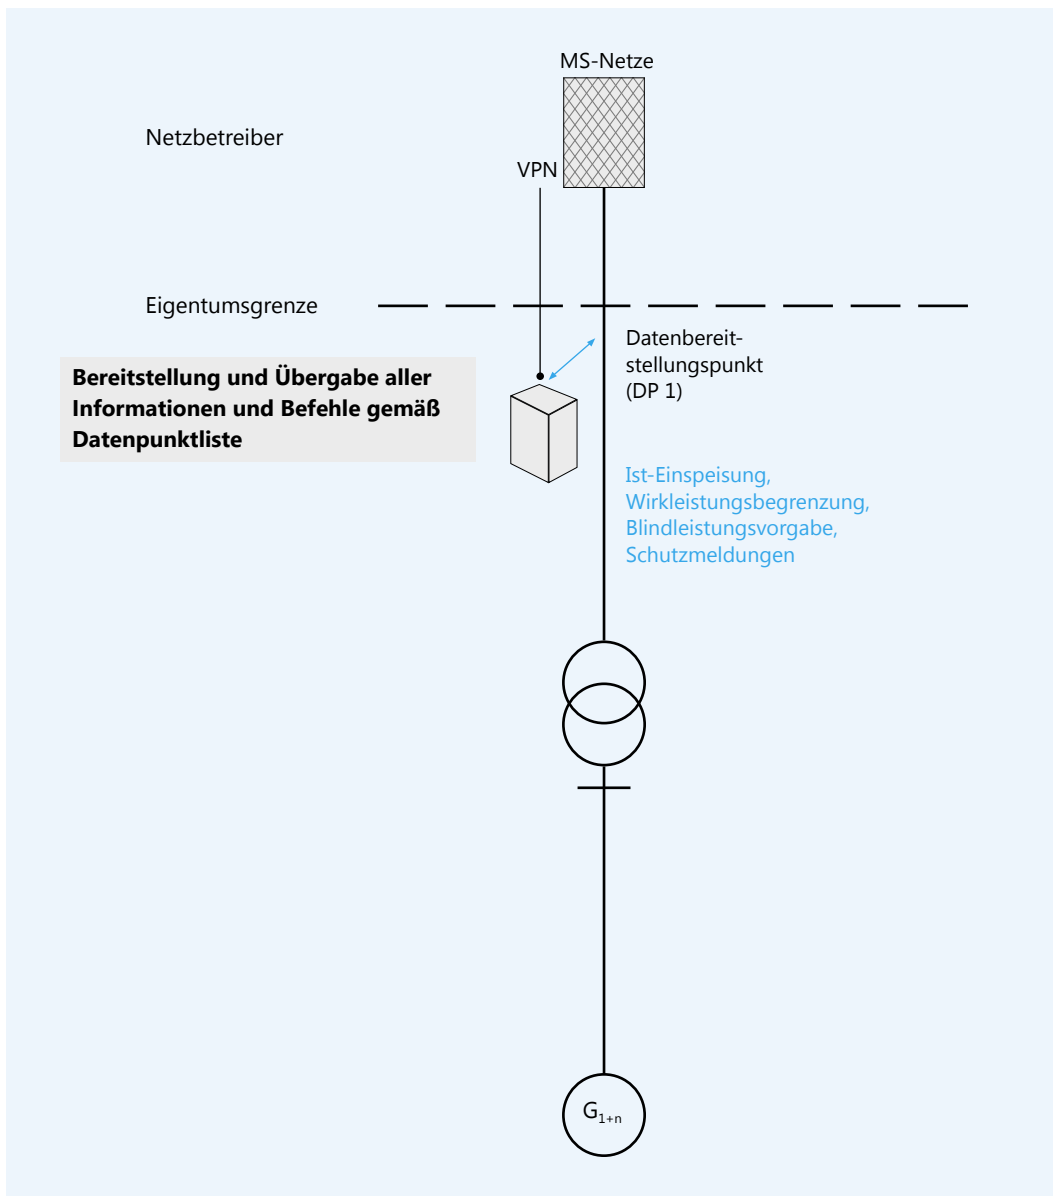 MS-Netze
Netzbetreiber
VPN
Eigentumsgrenze
Datenbereit-
stellungspunkt
(DP 1)
Bereitstellung und Übergabe aller
Informationen und Befehle gemäß
Datenpunktliste
Ist-Einspeisung,
Wirkleistungsbegrenzung,
Blindleistungsvorgabe,
Schutzmeldungen
G1+n